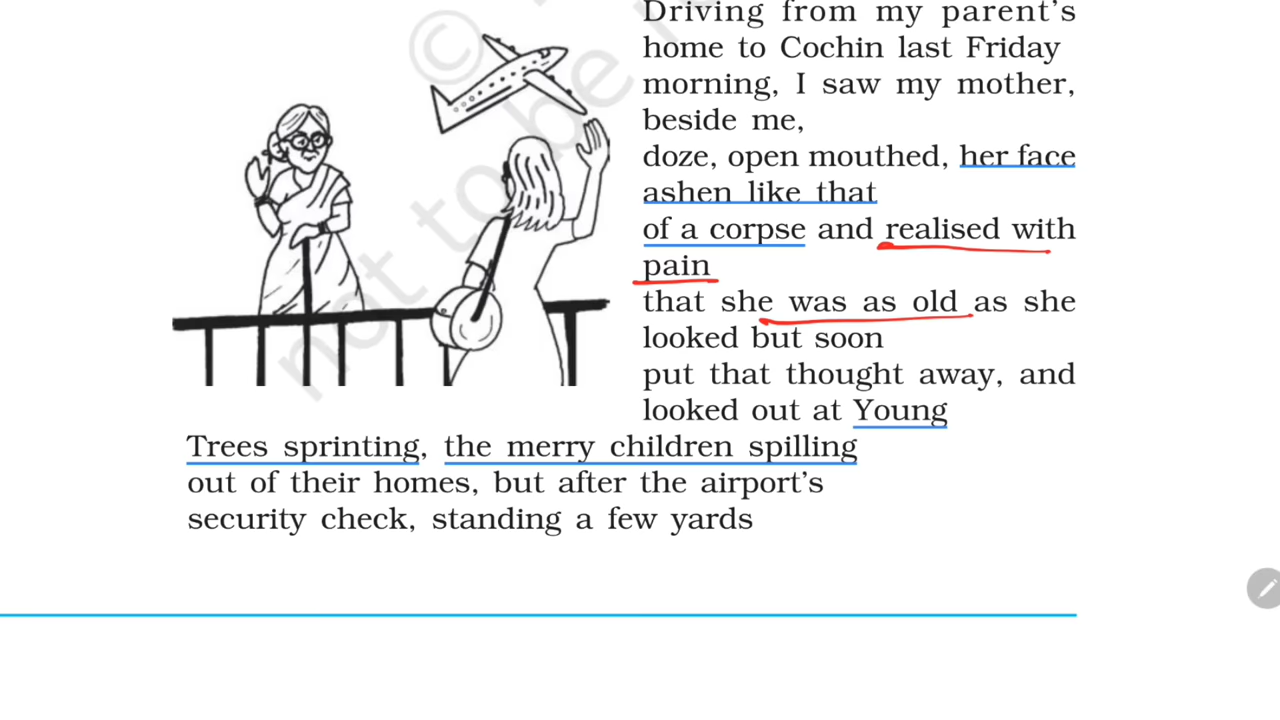 Driving from my parent's
home to Cochin last Friday
morning, I saw my mother,
beside me,
doze, open mouthed, her face
ashen like that
of a corpse and realised with
pain
that she was as old as she
looked but soon
put that thought away, and
looked out at Young
Trees sprinting, the merry children spilling
out of their homes, but after the airport's
security check, standing a few yards
©
not to be